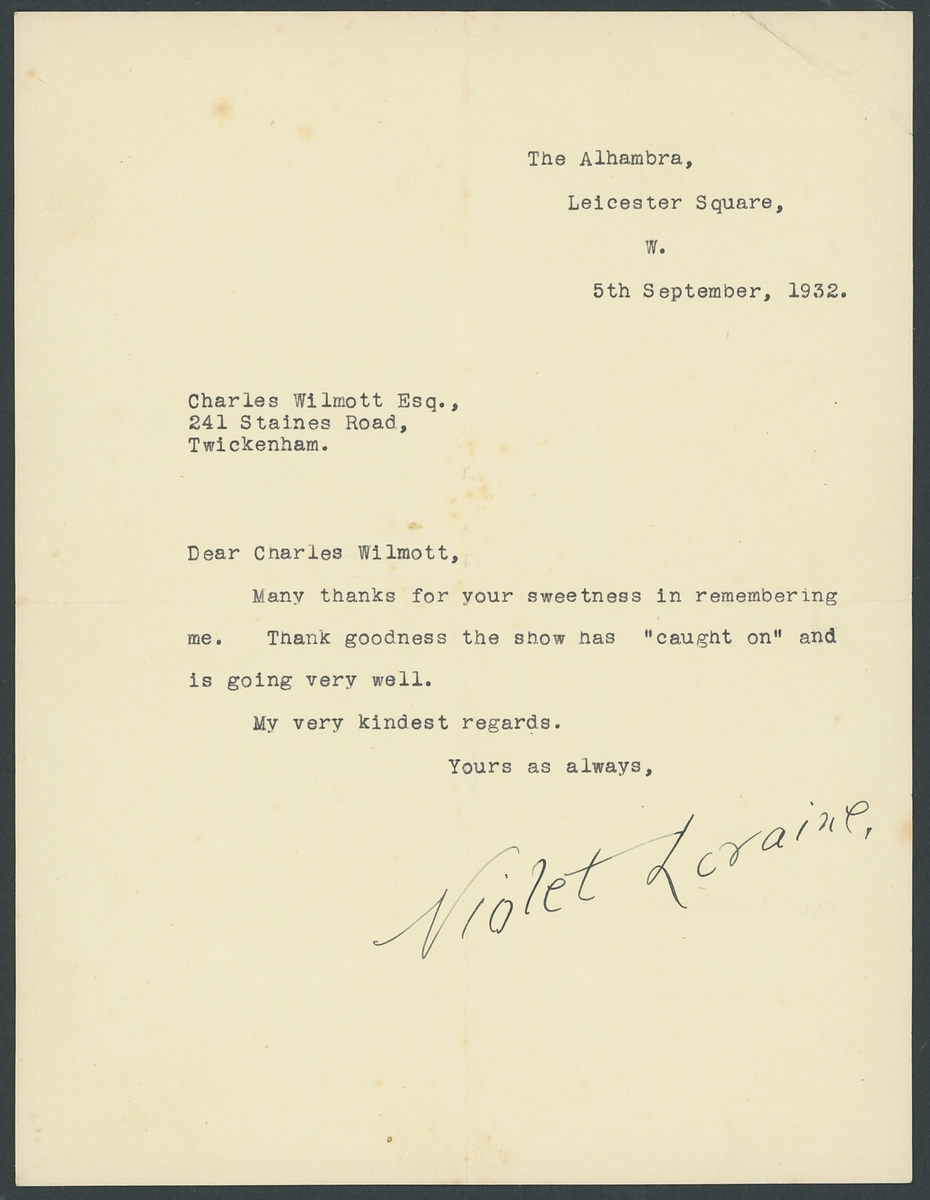 The Alhambra,
Leicester Square,
W.
5th September, 1932.
Charles Wilmott Esq.,
241 Staines Road,
Twickenham.
Dear Charles Wilmott,
Many thanks for your sweetness in remembering
me. Thank goodness the show has "caught on" and
is going very well.
My very kindest regards.
Yours as always,
Violet Loraine.